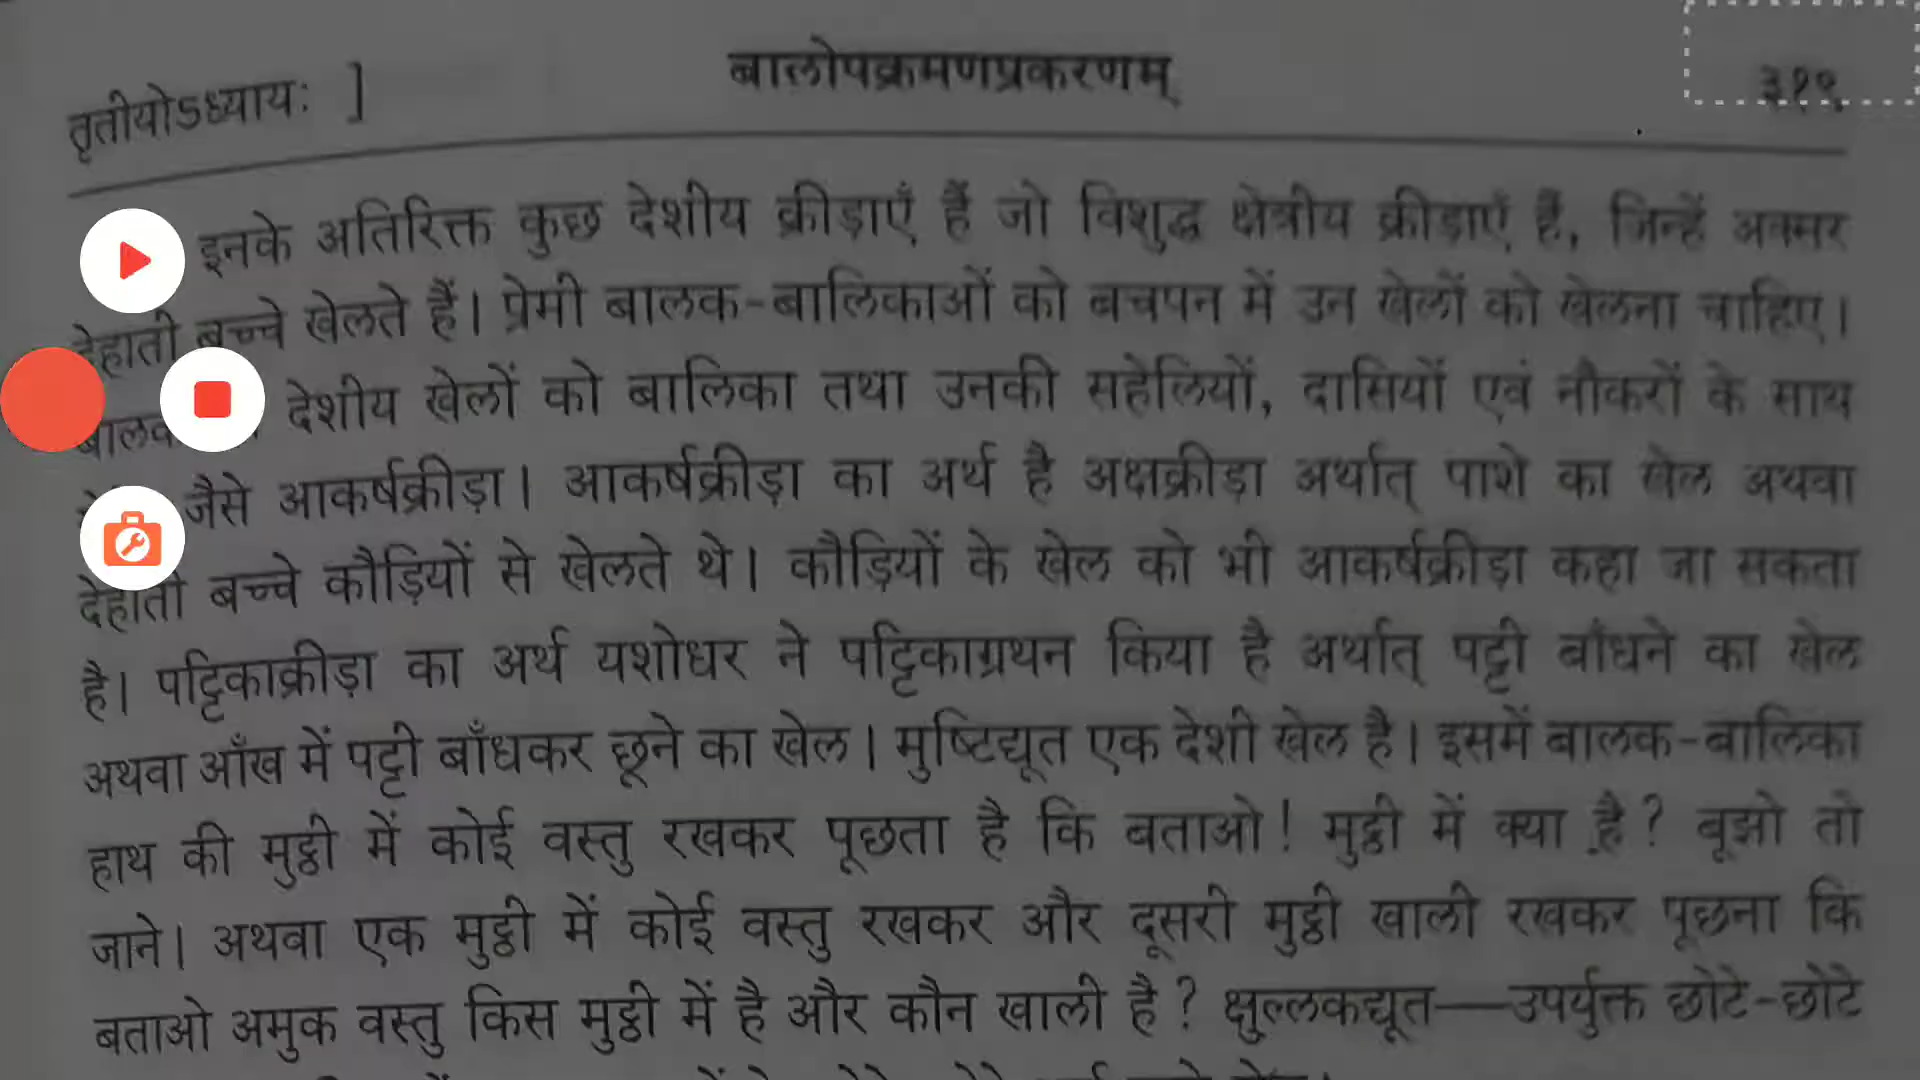 तृतीयोऽध्यायः ]
बालोपक्रमणप्रकरणम्
३१९
इनके अतिरिक्त कुछ देशीय क्रीड़ाएँ हैं जो विशुद्ध क्षेत्रीय क्रीड़ाएँ हैं, जिन्हें अक्सर
देहाती बच्चे खेलते हैं। प्रेमी बालक-बालिकाओं को बचपन में उन खेलों को खेलना चाहिए।
देशीय खेलों को बालिका तथा उनकी सहेलियों, दासियों एवं नौकरों के साथ
जैसे आकर्षक्रीड़ा। आकर्षक्रीड़ा का अर्थ है अक्षक्रीड़ा अर्थात् पाशे का खेल अथवा
देहाती बच्चे कौड़ियों से खेलते थे। कौड़ियों के खेल को भी आकर्षक्रीड़ा कहा जा सकता
है। पट्टिकाक्रीड़ा का अर्थ यशोधर ने पट्टिकाग्रथन किया है अर्थात् पट्टी बाँधने का खेल
अथवा आँख में पट्टी बाँधकर छूने का खेल। मुष्टिद्यूत एक देशी खेल है। इसमें बालक-बालिका
हाथ की मुट्ठी में कोई वस्तु रखकर पूछता है कि बताओ! मुट्ठी में क्या है? बूझो तो
जाने। अथवा एक मुट्ठी में कोई वस्तु रखकर और दूसरी मुट्ठी खाली रखकर पूछना कि
बताओ अमुक वस्तु किस मुट्ठी में है और कौन खाली है? क्षुल्लकद्यूत—उपर्युक्त छोटे-छोटे